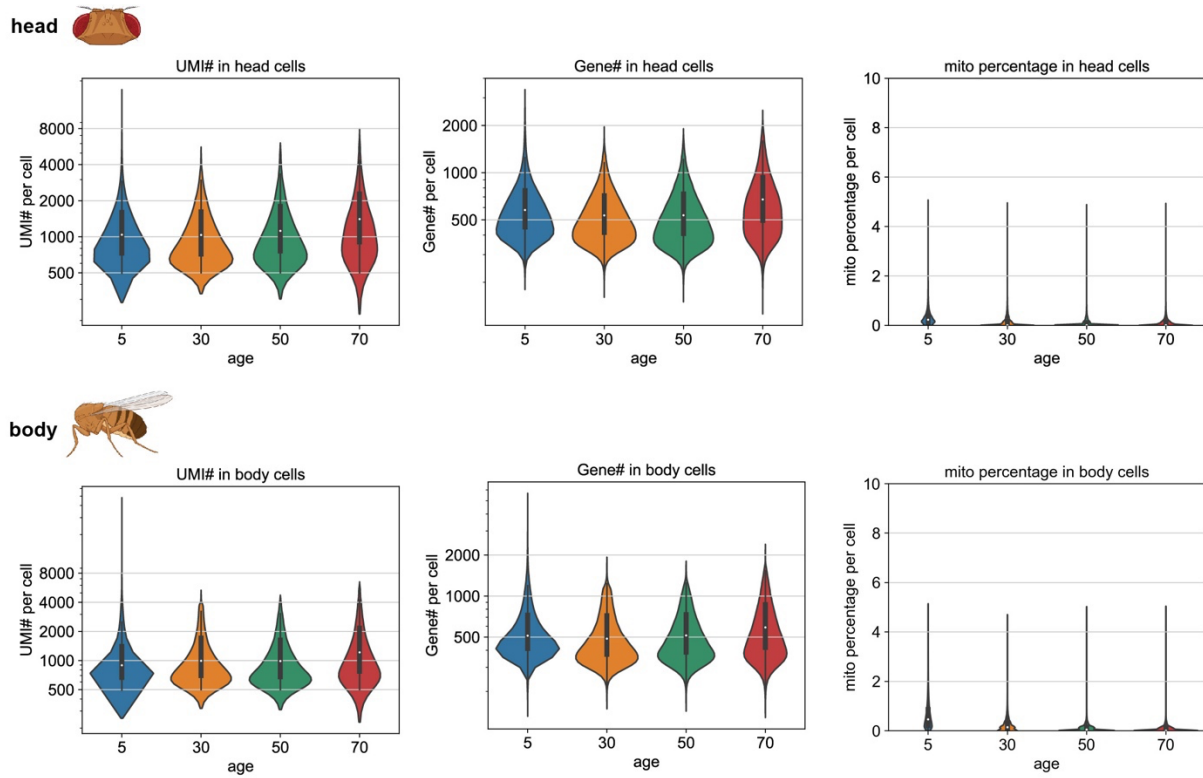 head
UMI# in head cells
UMI# per cell
8000
4000
2000
1000
500
5 30 50 70
age
Gene# in head cells
Gene# per cell
2000
1000
500
5 30 50 70
age
mito percentage in head cells
mito percentage per cell
10
8
6
4
2
0
5 30 50 70
age
body
UMI# in body cells
UMI# per cell
8000
4000
2000
1000
500
5 30 50 70
age
Gene# in body cells
Gene# per cell
2000
1000
500
5 30 50 70
age
mito percentage in body cells
mito percentage per cell
10
8
6
4
2
0
5 30 50 70
age